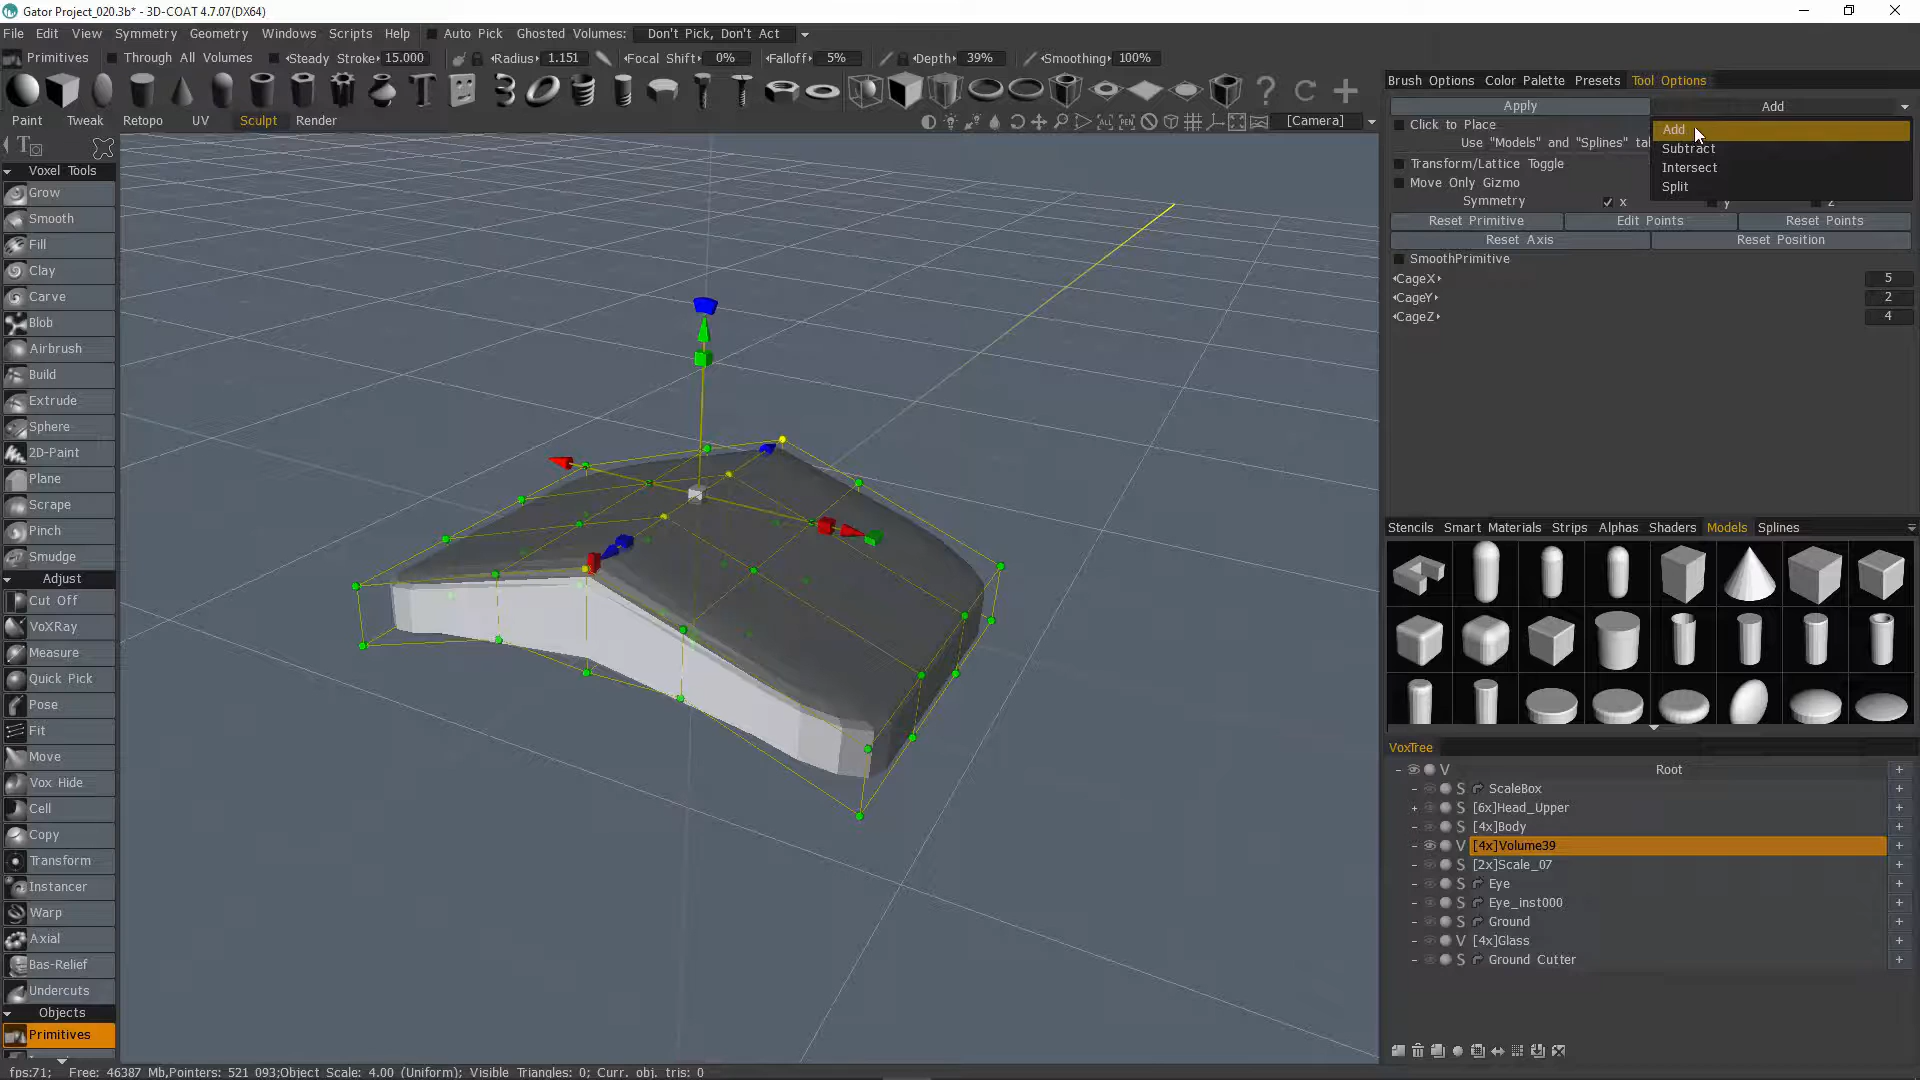 Gator Project_020.3b* - 3D-COAT 4.7.07(DX64)
File Edit View Symmetry Geometry Windows Scripts Help Auto Pick Ghosted Volumes: Don't Pick, Don't Act
Primitives Through All Volumes Steady Stroke 15.000 Radius 1.151 Focal Shift 0% Falloff 5% Depth 39% Smoothing 100%
Paint Tweak Retopo UV Sculpt Render [Camera]
Voxel Tools
Grow
Smooth
Fill
Clay
Carve
Blob
Airbrush
Build
Extrude
Sphere
2D-Paint
Plane
Scrape
Pinch
Smudge
Adjust
Cut Off
VoXRay
Measure
Quick Pick
Pose
Fit
Move
Vox Hide
Cell
Copy
Transform
Instancer
Warp
Axial
Bas-Relief
Undercuts
Objects
Primitives
Brush Options Color Palette Presets Tool Options
Apply Add
Click to Place Add
Use "Models" and "Splines" ta Subtract
Transform/Lattice Toggle Intersect
Move Only Gizmo Split
Symmetry x y z
Reset Primitive Edit Points Reset Points
Reset Axis Reset Position
SmoothPrimitive
CageX 5
CageY 2
CageZ 4
Stencils Smart Materials Strips Alphas Shaders Models Splines
VoxTree
V Root
S ScaleBox
S [6x]Head_Upper
S [4x]Body
V [4x]Volume39
S [2x]Scale_07
S Eye
S Eye_inst000
S Ground
V [4x]Glass
S Ground Cutter
fps:71; Free: 46387 Mb,Pointers: 521 093;Object Scale: 4.00 (Uniform); Visible Triangles: 0; Curr. obj. tris: 0